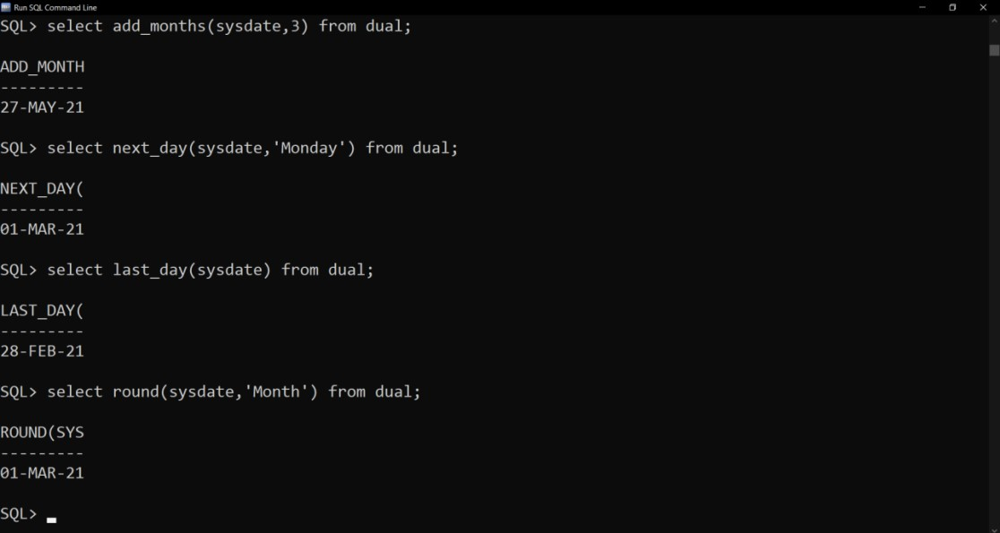 Run SQL Command Line
SQL> select add_months(sysdate,3) from dual;
ADD_MONTH
---------
27-MAY-21
SQL> select next_day(sysdate,'Monday') from dual;
NEXT_DAY(
---------
01-MAR-21
SQL> select last_day(sysdate) from dual;
LAST_DAY(
---------
28-FEB-21
SQL> select round(sysdate,'Month') from dual;
ROUND(SYS
---------
01-MAR-21
SQL>